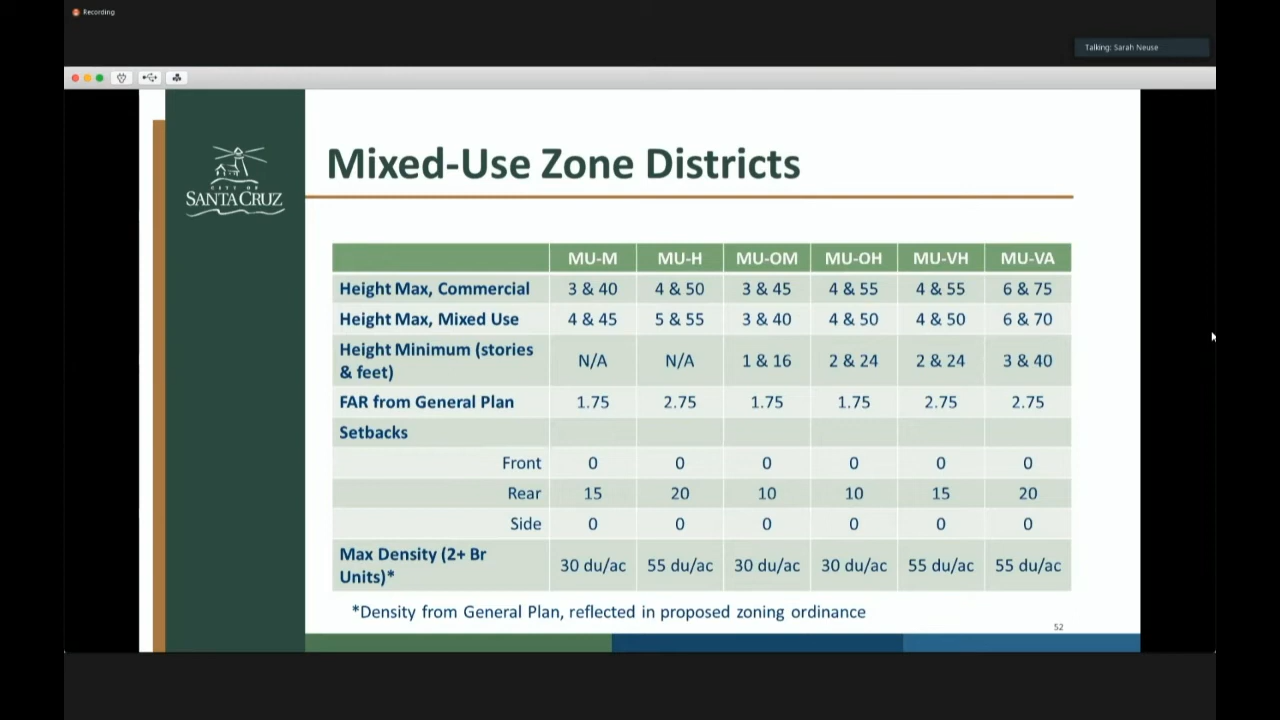 Recording
Talking: Sarah Neuse
CITY OF
SANTA CRUZ
Mixed-Use Zone Districts
MU-M MU-H MU-OM MU-OH MU-VH MU-VA
Height Max, Commercial 3 & 40 4 & 50 3 & 45 4 & 55 4 & 55 6 & 75
Height Max, Mixed Use 4 & 45 5 & 55 3 & 40 4 & 50 4 & 50 6 & 70
Height Minimum (stories
& feet) N/A N/A 1 & 16 2 & 24 2 & 24 3 & 40
FAR from General Plan 1.75 2.75 1.75 1.75 2.75 2.75
Setbacks
Front 0 0 0 0 0 0
Rear 15 20 10 10 15 20
Side 0 0 0 0 0 0
Max Density (2+ Br
Units)* 30 du/ac 55 du/ac 30 du/ac 30 du/ac 55 du/ac 55 du/ac
*Density from General Plan, reflected in proposed zoning ordinance
52